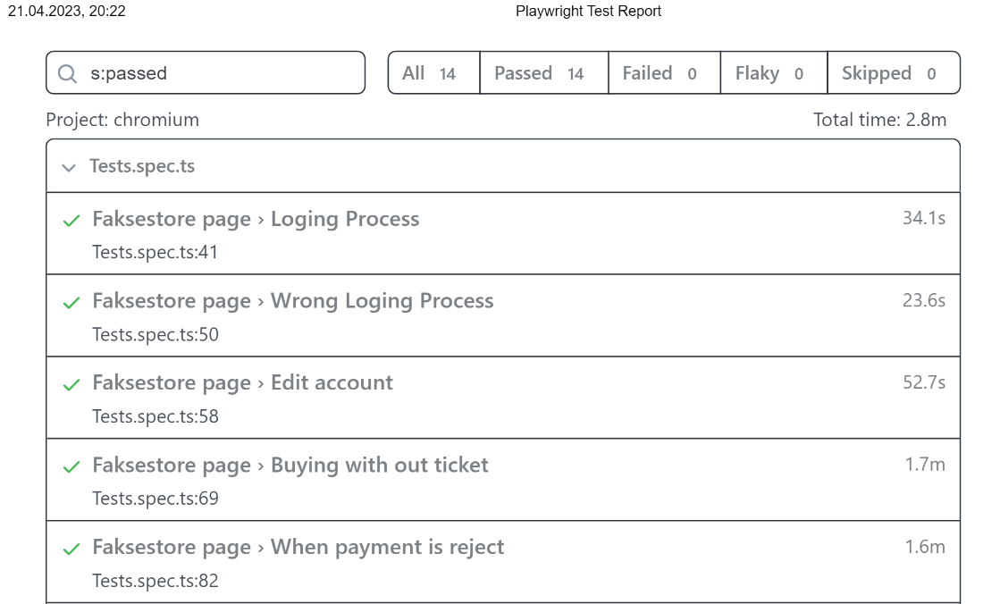 21.04.2023, 20:22 Playwright Test Report
s:passed All 14 Passed 14 Failed 0 Flaky 0 Skipped 0
Project: chromium Total time: 2.8m
Tests.spec.ts
Faksestore page › Loging Process 34.1s
Tests.spec.ts:41
Faksestore page › Wrong Loging Process 23.6s
Tests.spec.ts:50
Faksestore page › Edit account 52.7s
Tests.spec.ts:58
Faksestore page › Buying with out ticket 1.7m
Tests.spec.ts:69
Faksestore page › When payment is reject 1.6m
Tests.spec.ts:82